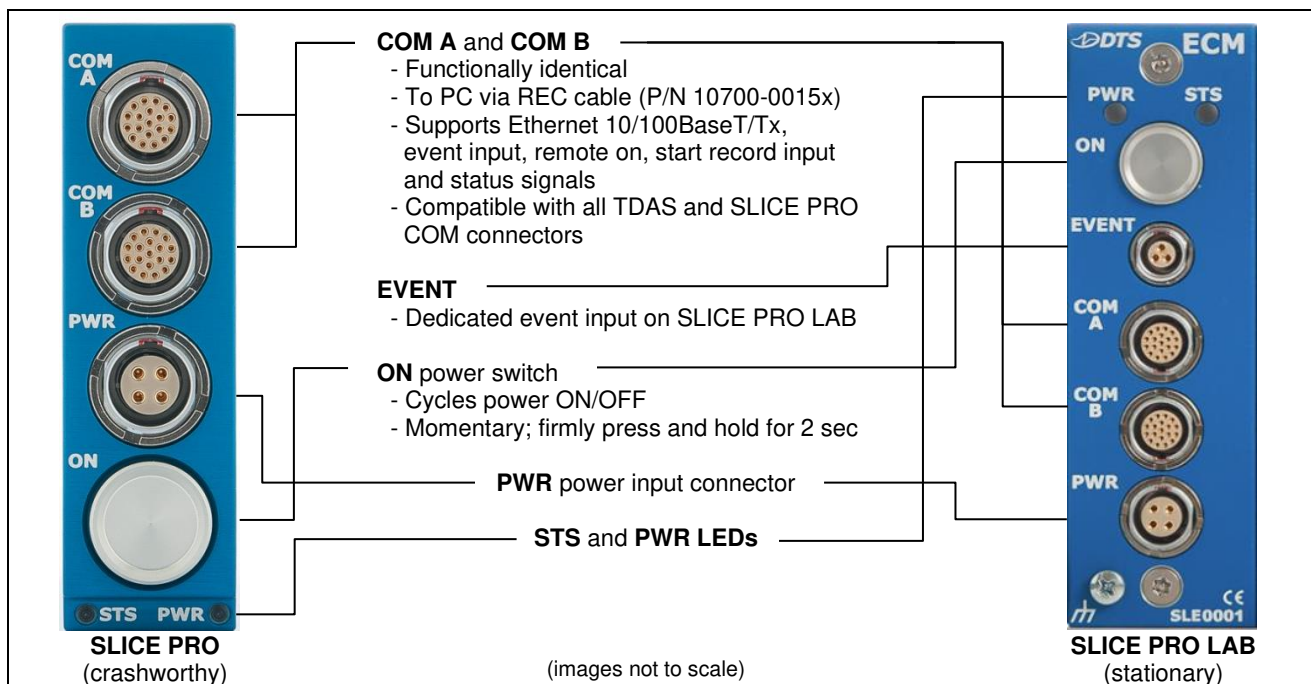 COM
A
COM
B
PWR
ON
STS PWR
SLICE PRO
(crashworthy)
COM A and COM B
- Functionally identical
- To PC via REC cable (P/N 10700-0015x)
- Supports Ethernet 10/100BaseT/Tx,
event input, remote on, start record input
and status signals
- Compatible with all TDAS and SLICE PRO
COM connectors
EVENT
- Dedicated event input on SLICE PRO LAB
ON power switch
- Cycles power ON/OFF
- Momentary; firmly press and hold for 2 sec
PWR power input connector
STS and PWR LEDs
(images not to scale)
DTS ECM
PWR STS
ON
EVENT
COM
A
COM
B
PWR
CE
SLE0001
SLICE PRO LAB
(stationary)